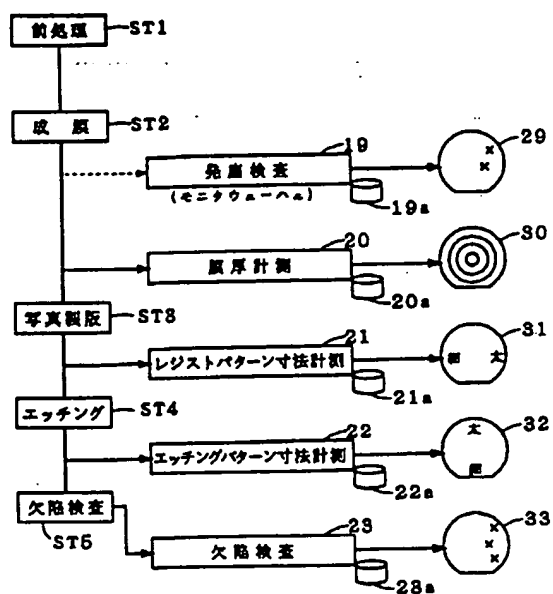 前処理 ST1
成膜 ST2
19 29
発塵検査
(モニタウェーハ)
19a
20 30
膜厚計測
20a
写真製版 ST3
21 31
レジストパターン寸法計測
細 太
21a
エッチング ST4
22 32
エッチングパターン寸法計測
太
細
22a
欠陥検査
ST5
23 33
欠陥検査
23a